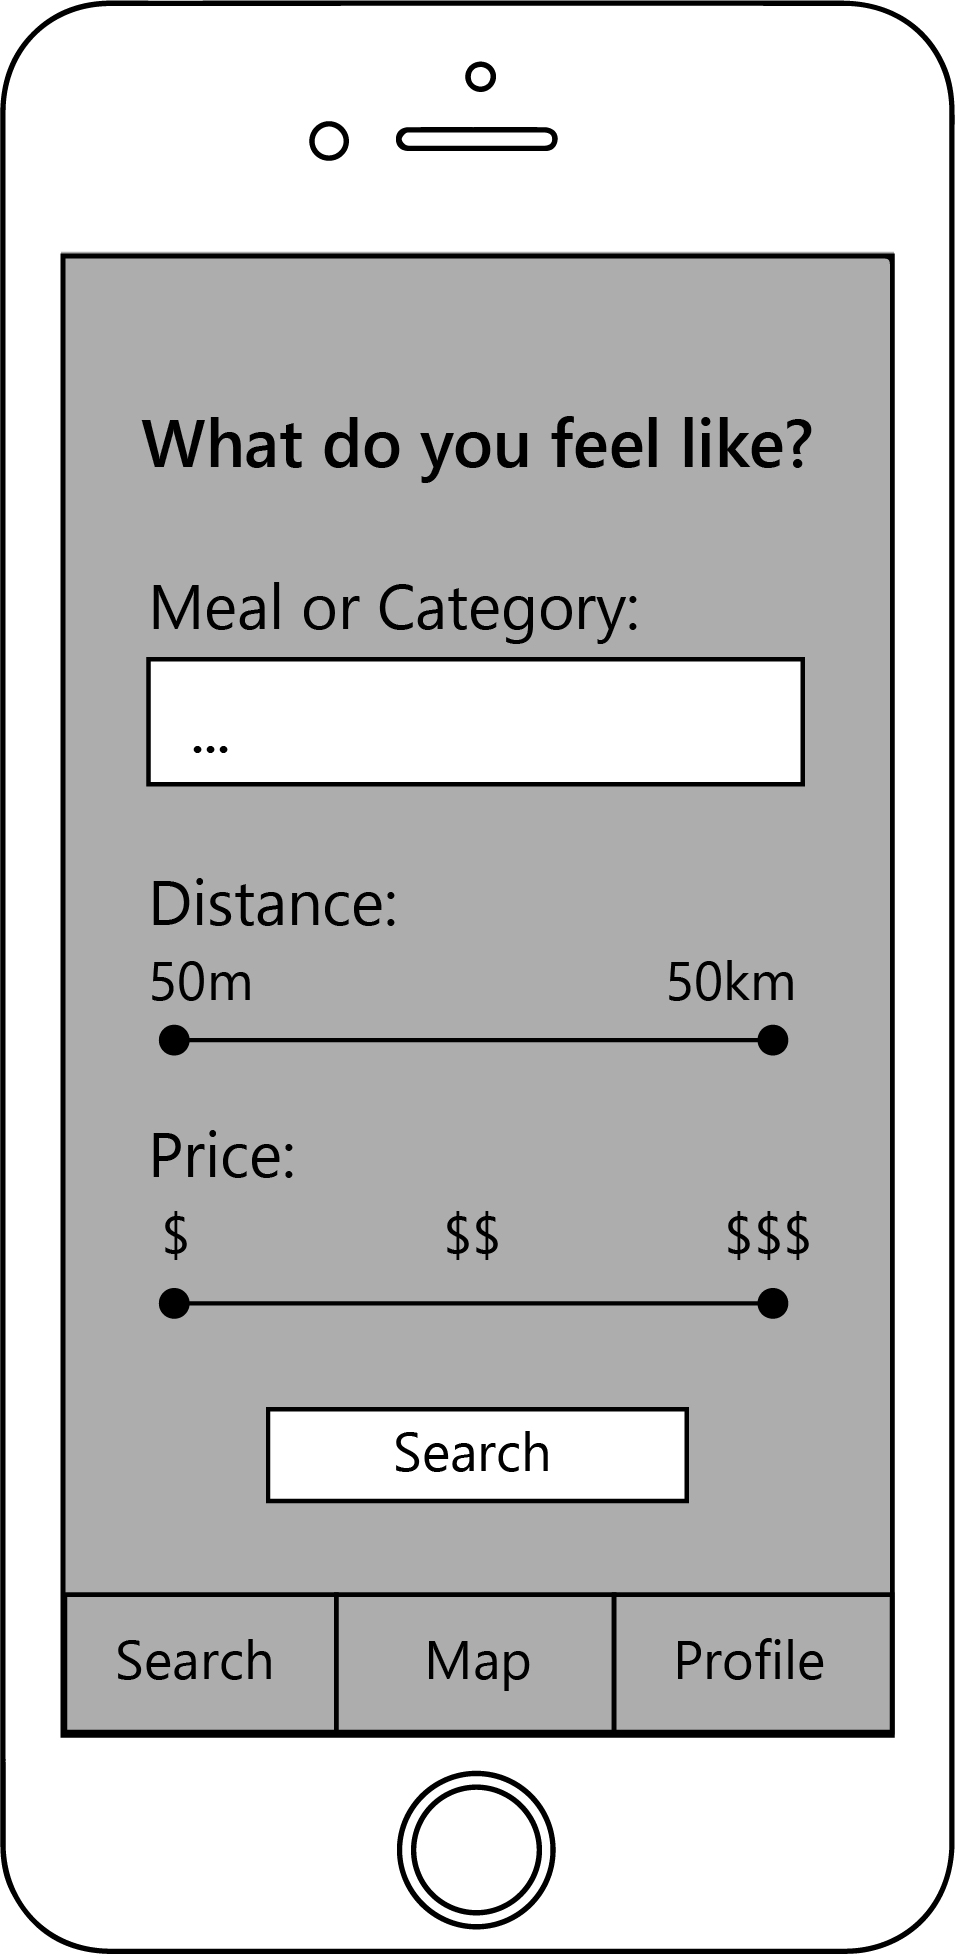 What do you feel like?
Meal or Category:
...
Distance:
50m 50km
Price:
$ $$ $$$
Search
Search Map Profile